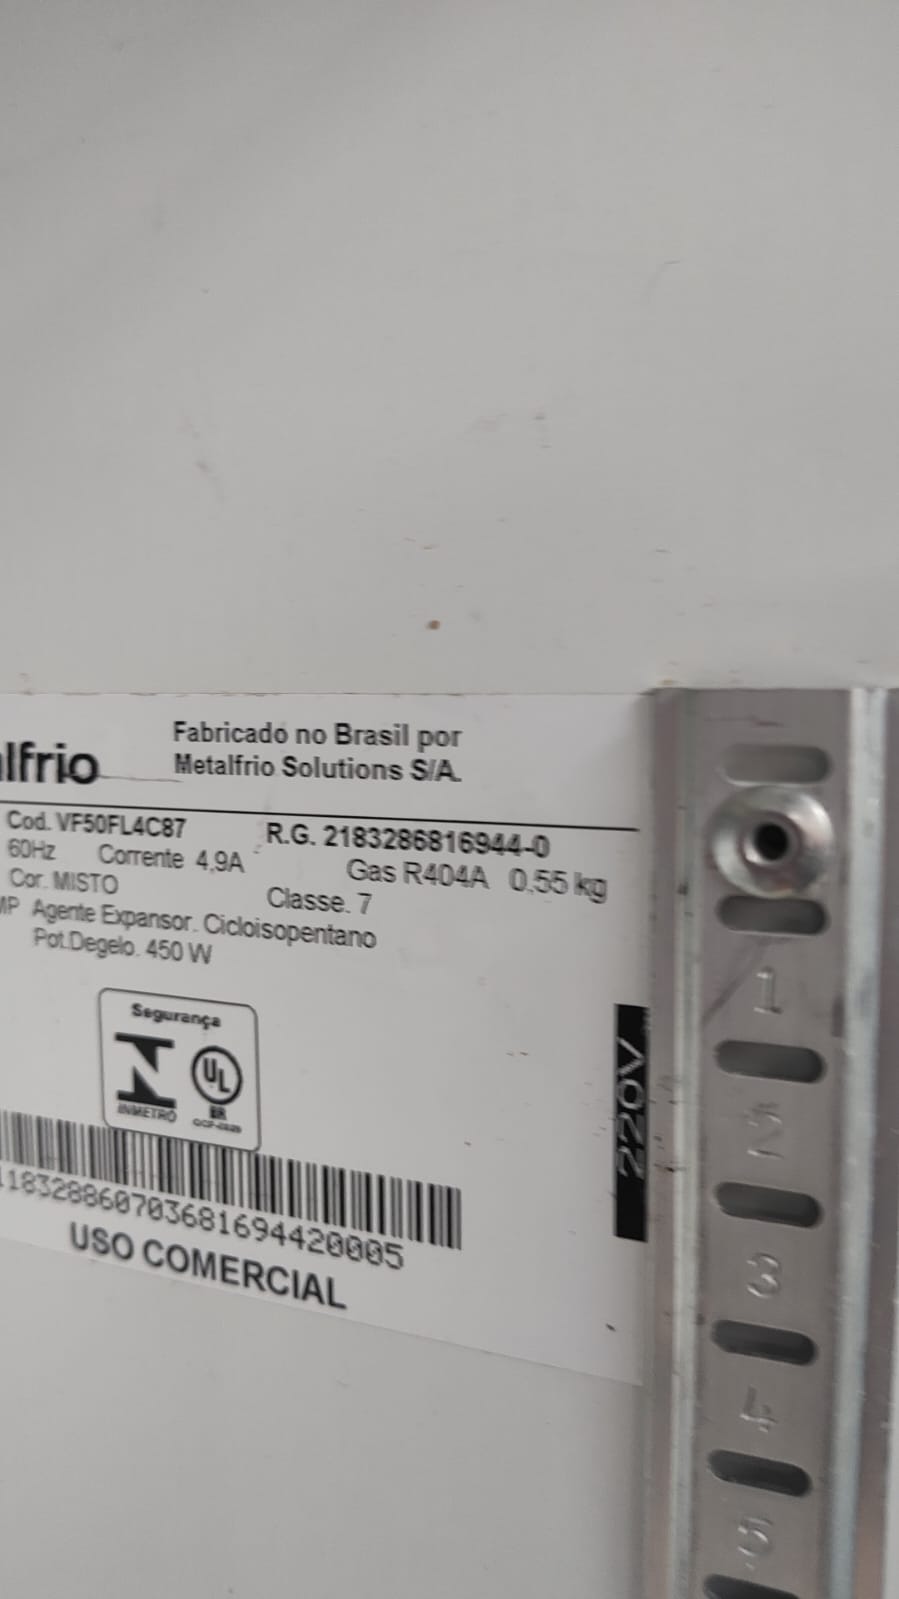 lfrio
Fabricado no Brasil por
Metalfrio Solutions S/A.
Cod. VF50FL4C87 R.G. 2183286816944-0
60Hz Corrente 4,9A Gas R404A 0,55 kg
Cor. MISTO Classe. 7
MP Agente Expansor. Cicloisopentano
Pot.Degelo. 450 W
Segurança
INMETRO
UL
BR
220V
18328860703681694420005
USO COMERCIAL
1
2
3
4
5